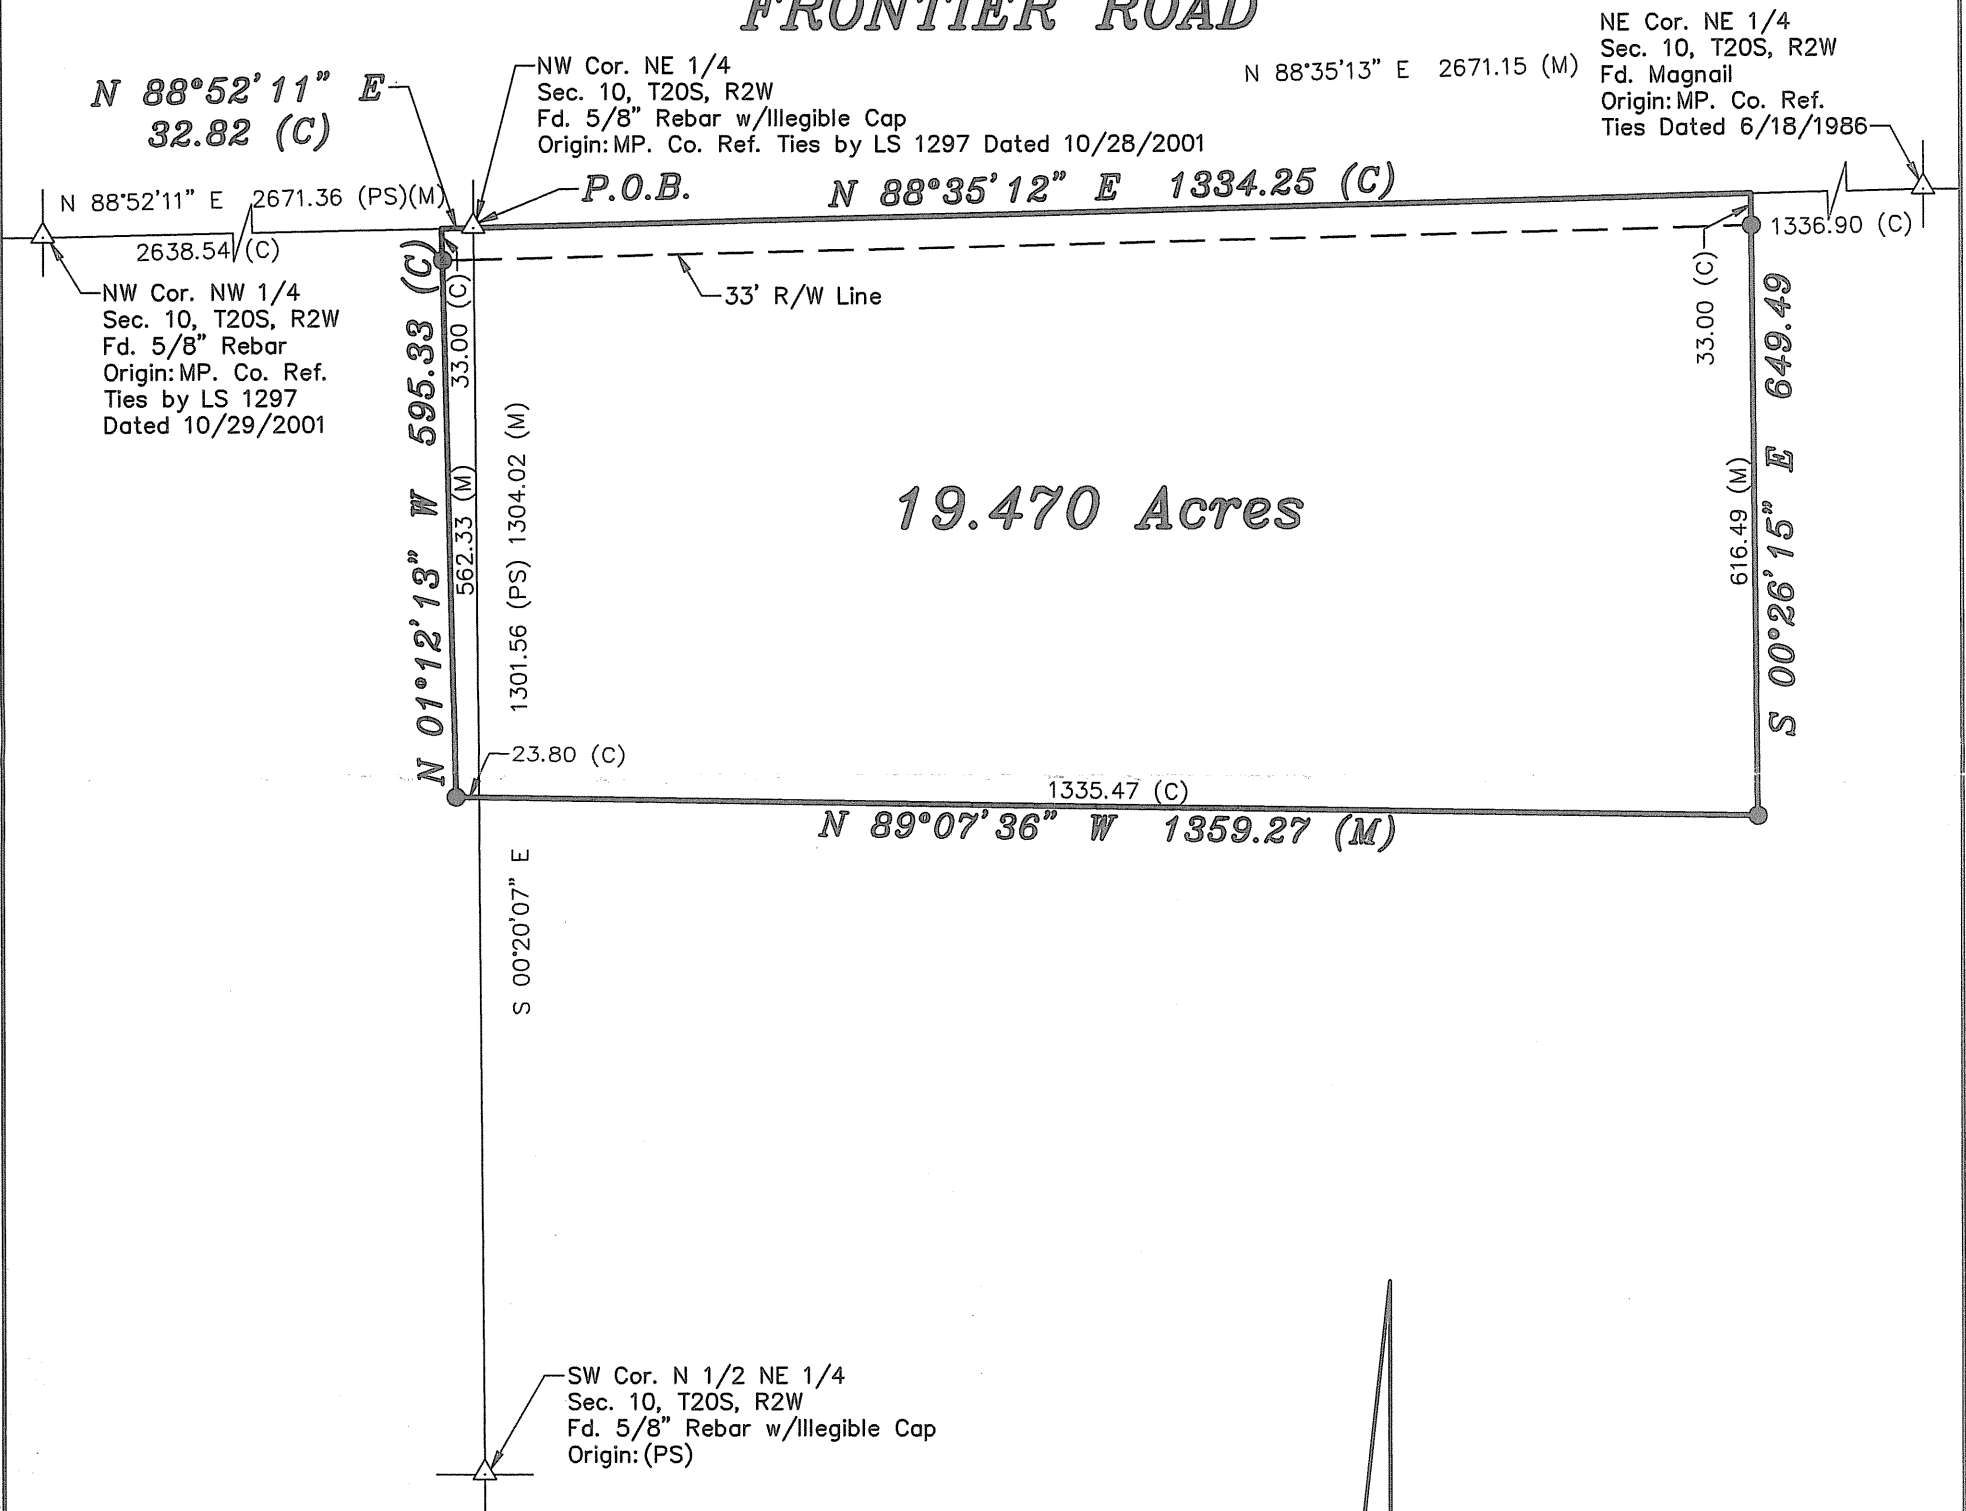 FRONTIER ROAD
NE Cor. NE 1/4
Sec. 10, T20S, R2W
Fd. Magnail
Origin: MP. Co. Ref.
Ties Dated 6/18/1986
N 88°35'13" E 2671.15 (M)
NW Cor. NE 1/4
Sec. 10, T20S, R2W
Fd. 5/8" Rebar w/Illegible Cap
Origin: MP. Co. Ref. Ties by LS 1297 Dated 10/28/2001
N 88°52'11" E
32.82 (C)
P.O.B.
N 88°35'12" E 1334.25 (C)
N 88°52'11" E 2671.36 (PS)(M)
2638.54 (C)
1336.90 (C)
NW Cor. NW 1/4
Sec. 10, T20S, R2W
Fd. 5/8" Rebar
Origin: MP. Co. Ref.
Ties by LS 1297
Dated 10/29/2001
33' R/W Line
N 01°12'13" W 595.33 (C)
33.00 (C)
562.33 (M)
1301.56 (PS) 1304.02 (M)
33.00 (C)
616.49 (M)
S 00°26'15" E 649.49
19.470 Acres
23.80 (C)
1335.47 (C)
N 89°07'36" W 1359.27 (M)
S 00°20'07" E
SW Cor. N 1/2 NE 1/4
Sec. 10, T20S, R2W
Fd. 5/8" Rebar w/Illegible Cap
Origin: (PS)